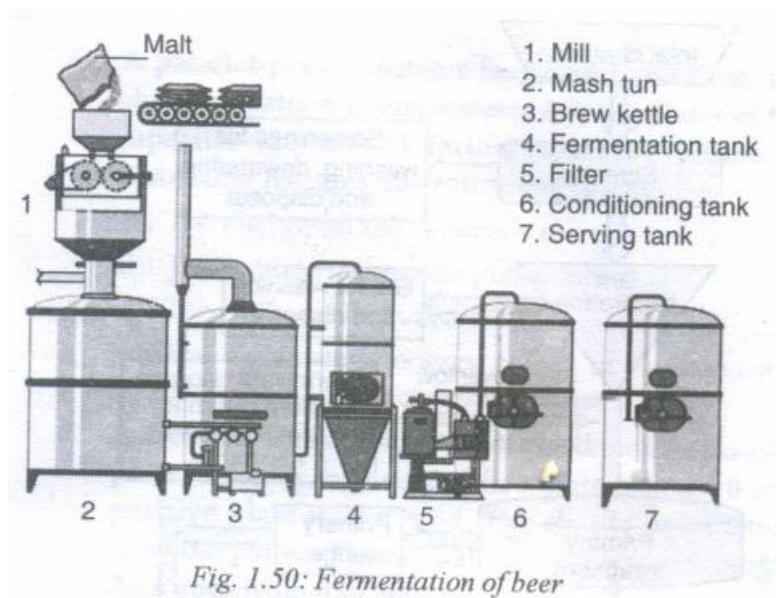 Malt
1. Mill
2. Mash tun
3. Brew kettle
4. Fermentation tank
5. Filter
6. Conditioning tank
7. Serving tank
1
2
3
4
5
6
7
Fig. 1.50: Fermentation of beer